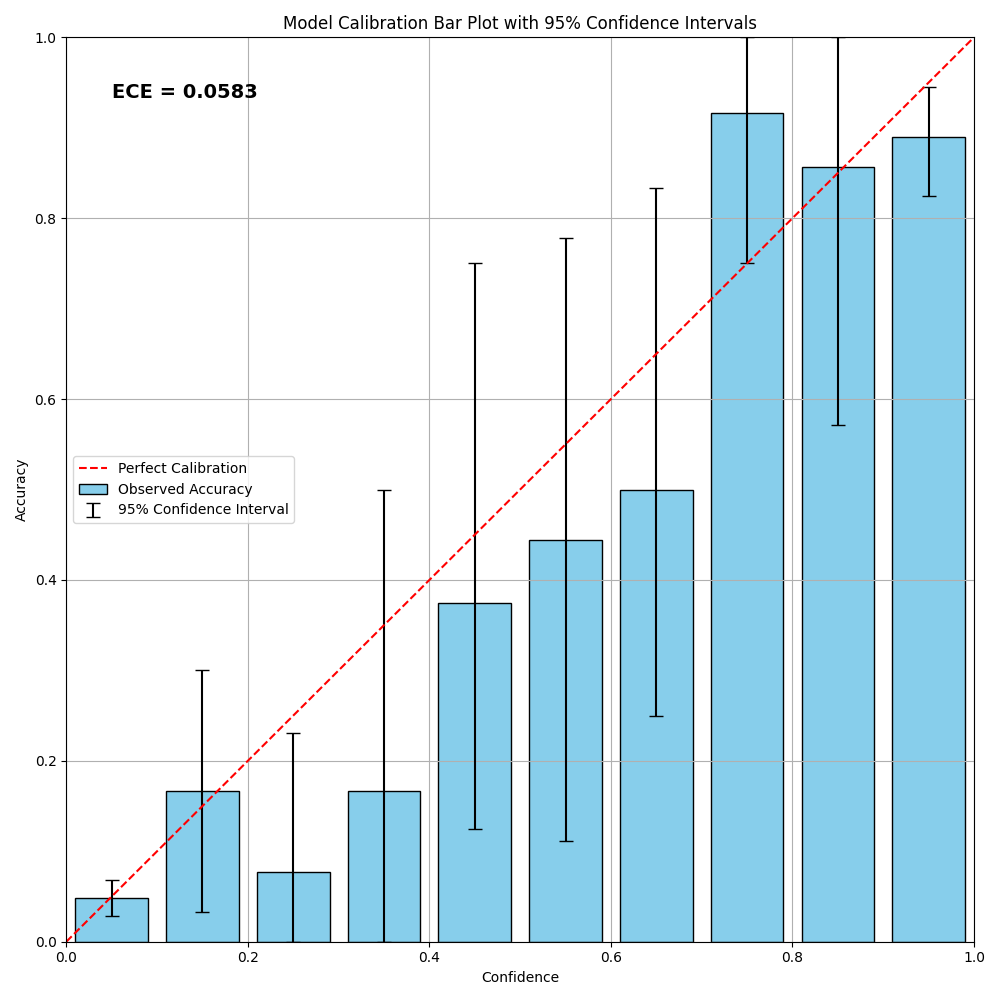 Model Calibration Bar Plot with 95% Confidence Intervals
ECE = 0.0583
1.0
0.8
0.6
0.4
0.2
0.0
Accuracy
Perfect Calibration
Observed Accuracy
95% Confidence Interval
0.0 0.2 0.4 0.6 0.8 1.0
Confidence